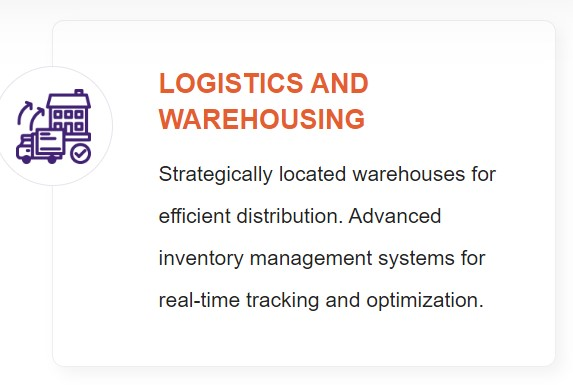 LOGISTICS AND
WAREHOUSING
Strategically located warehouses for
efficient distribution. Advanced
inventory management systems for
real-time tracking and optimization.